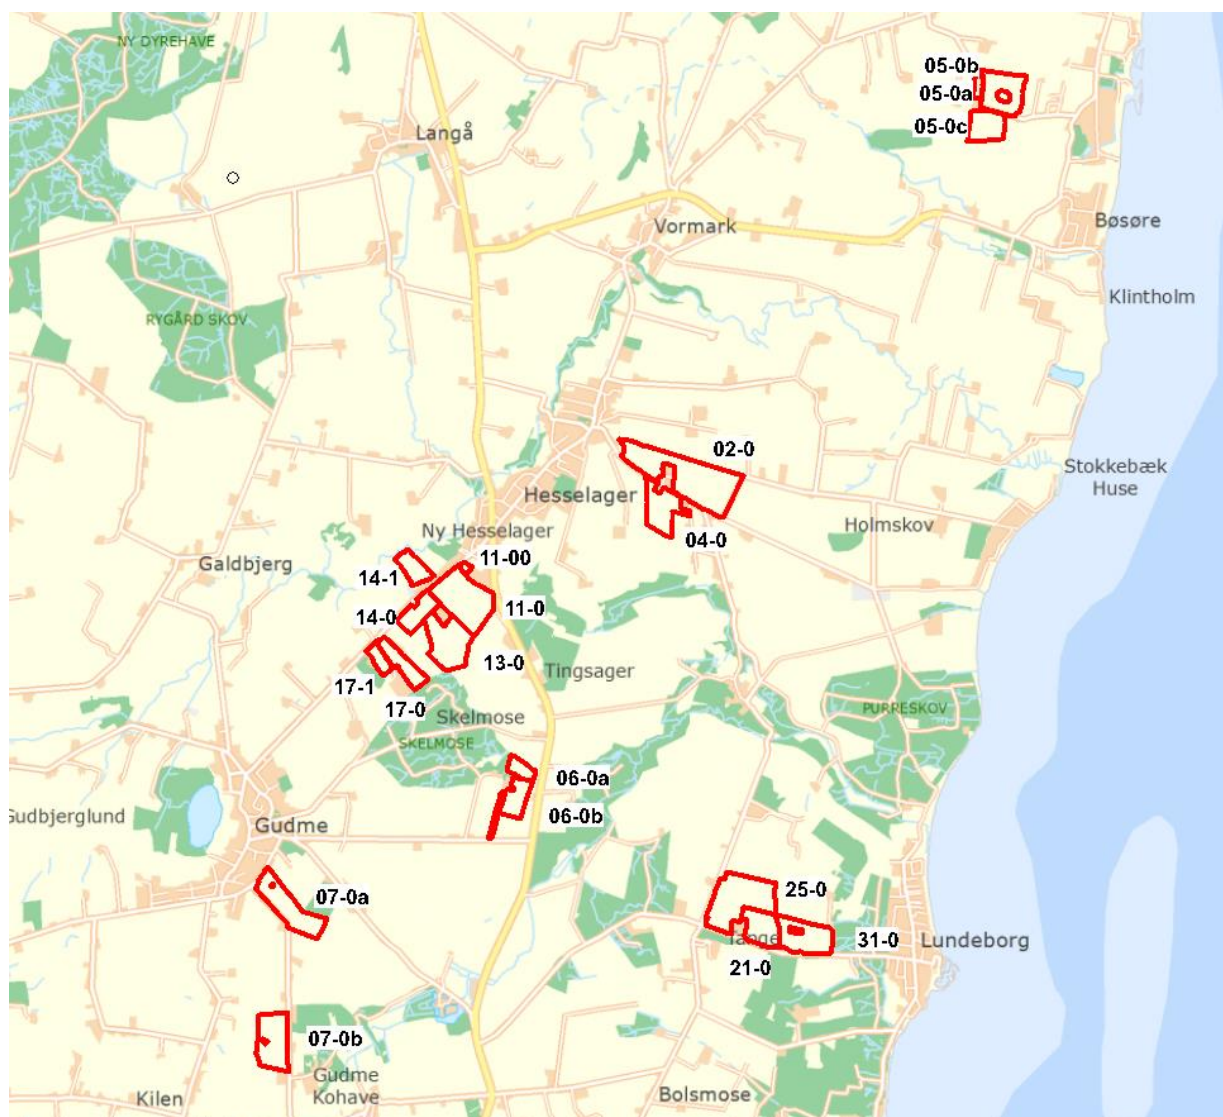 NY DYREHAVE
05-0b
05-0a
05-0c
Langå
Vormark
Bøsøre
Klintholm
RYGÅRD SKOV
02-0
Stokkebæk
Huse
Hesselager
Holmskov
Ny Hesselager
04-0
Galdbjerg
11-00
14-1
11-0
14-0
13-0
Tingsager
17-1
17-0
PURRESKOV
Skelmose
SKELMOSE
06-0a
Gudbjerglund
06-0b
Gudme
25-0
07-0a
Tange
31-0
Lundeborg
21-0
07-0b
Gudme
Kohave
Kilen
Bolsmose